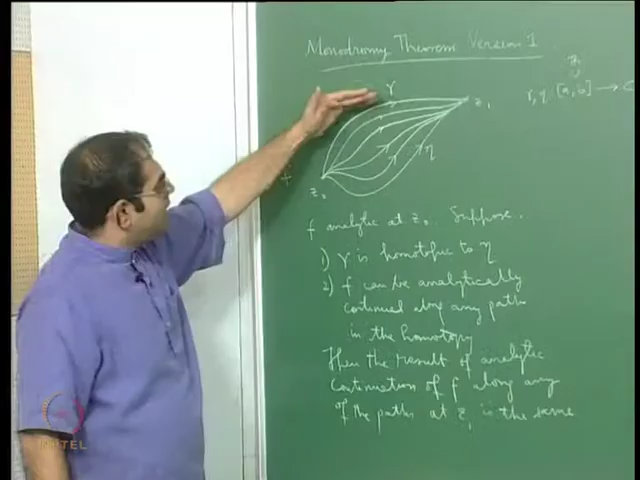 Monodromy Theorem Version 1
γ, η : [a, b] → C
R
γ
z₁
η
z₀
f analytic at z₀. Suppose.
1) γ is homotopic to η
2) f can be analytically
continued along any paths
in the homotopy
Then the result of analytic
continuation of f along any
of the paths at z₁ is the same
NPTEL